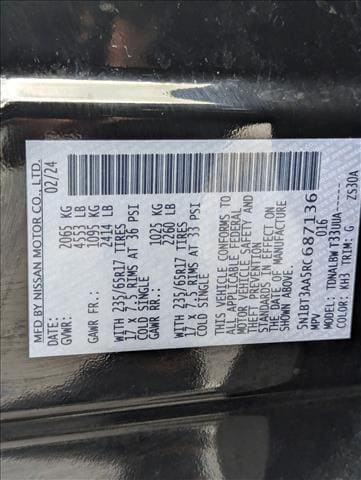 MFD BY NISSAN MOTOR CO., LTD.
DATE: 02/24
GVWR: 2065 KG
4553 LB
GAWR FR: 1095 KG
2414 LB
WITH 235/65R17 TIRES
17 X 7.5 RIMS AT 36 PSI
COLD SINGLE
GAWR RR: 1025 KG
2260 LB
WITH 235/65R17 TIRES
17 X 7.5 RIMS AT 33 PSI
COLD SINGLE
THIS VEHICLE CONFORMS TO
ALL APPLICABLE FEDERAL
MOTOR VEHICLE SAFETY AND
THEFT PREVENTION
STANDARDS IN EFFECT ON
THE DATE OF MANUFACTURE
SHOWN ABOVE.
5N1BT3AA5RC687136
MPV D16
MODEL: TDNALBW T33UUA
COLOR: KH3 TRIM: G
ZS30A